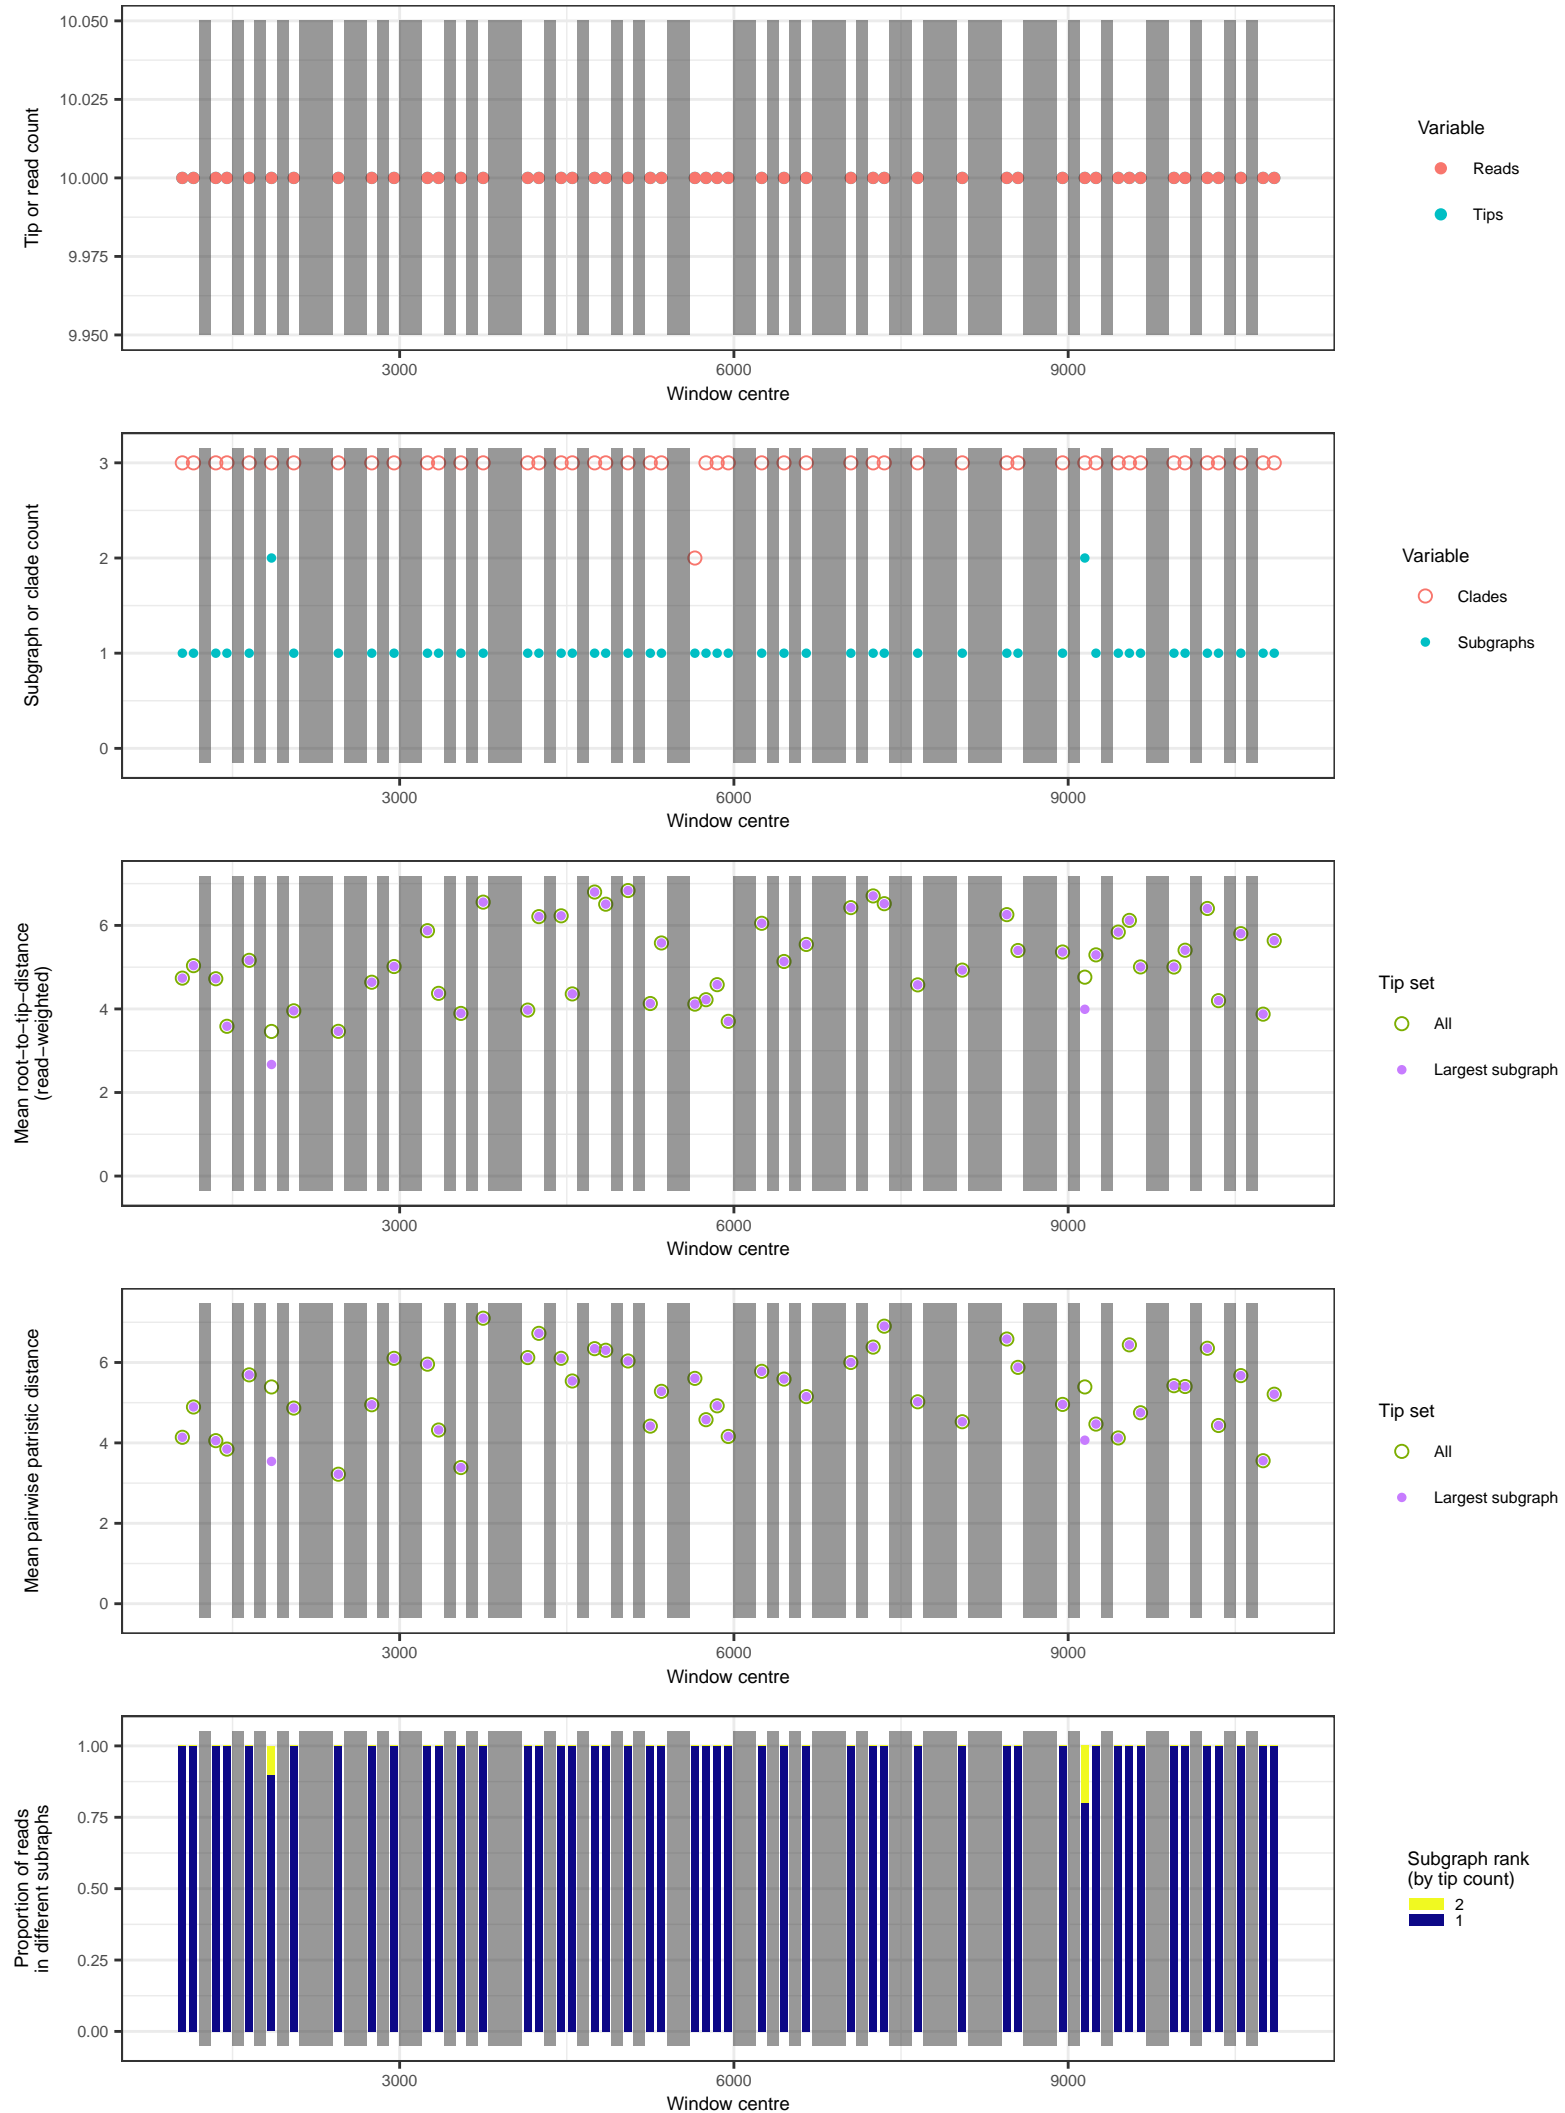 10.050
10.025
10.000
9.975
9.950
Tip or read count
3000 6000 9000
Window centre
Variable
Reads
Tips
3
2
1
0
Subgraph or clade count
3000 6000 9000
Window centre
Variable
Clades
Subgraphs
6
4
2
0
Mean root−to−tip−distance
(read−weighted)
3000 6000 9000
Window centre
Tip set
All
Largest subgraph
6
4
2
0
Mean pairwise patristic distance
3000 6000 9000
Window centre
Tip set
All
Largest subgraph
1.00
0.75
0.50
0.25
0.00
Proportion of reads
in different subraphs
3000 6000 9000
Window centre
Subgraph rank
(by tip count)
2
1